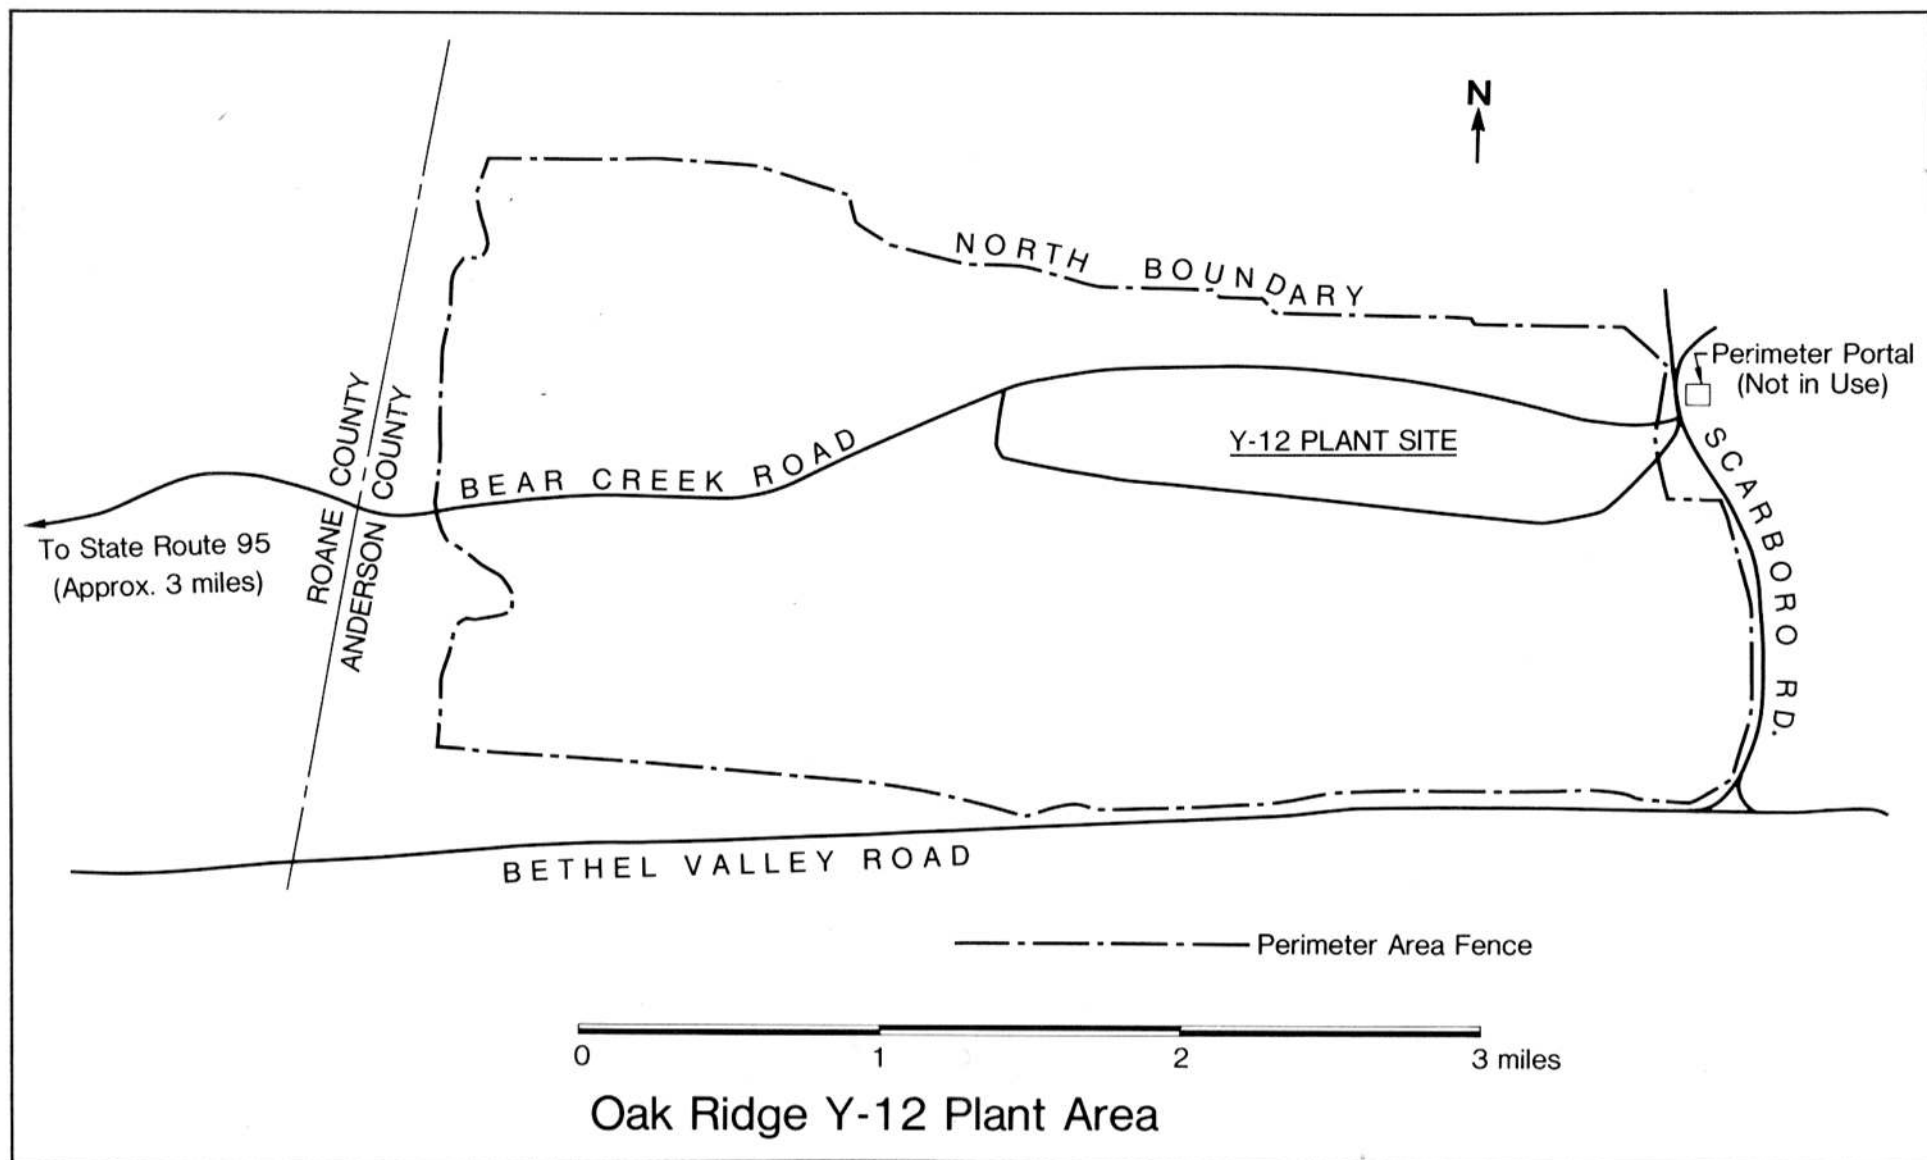 N
NORTH BOUNDARY
Perimeter Portal
(Not in Use)
ROANE COUNTY
ANDERSON COUNTY
Y-12 PLANT SITE
BEAR CREEK ROAD
SCARBORO RD.
To State Route 95
(Approx. 3 miles)
BETHEL VALLEY ROAD
Perimeter Area Fence
0 1 2 3 miles
Oak Ridge Y-12 Plant Area